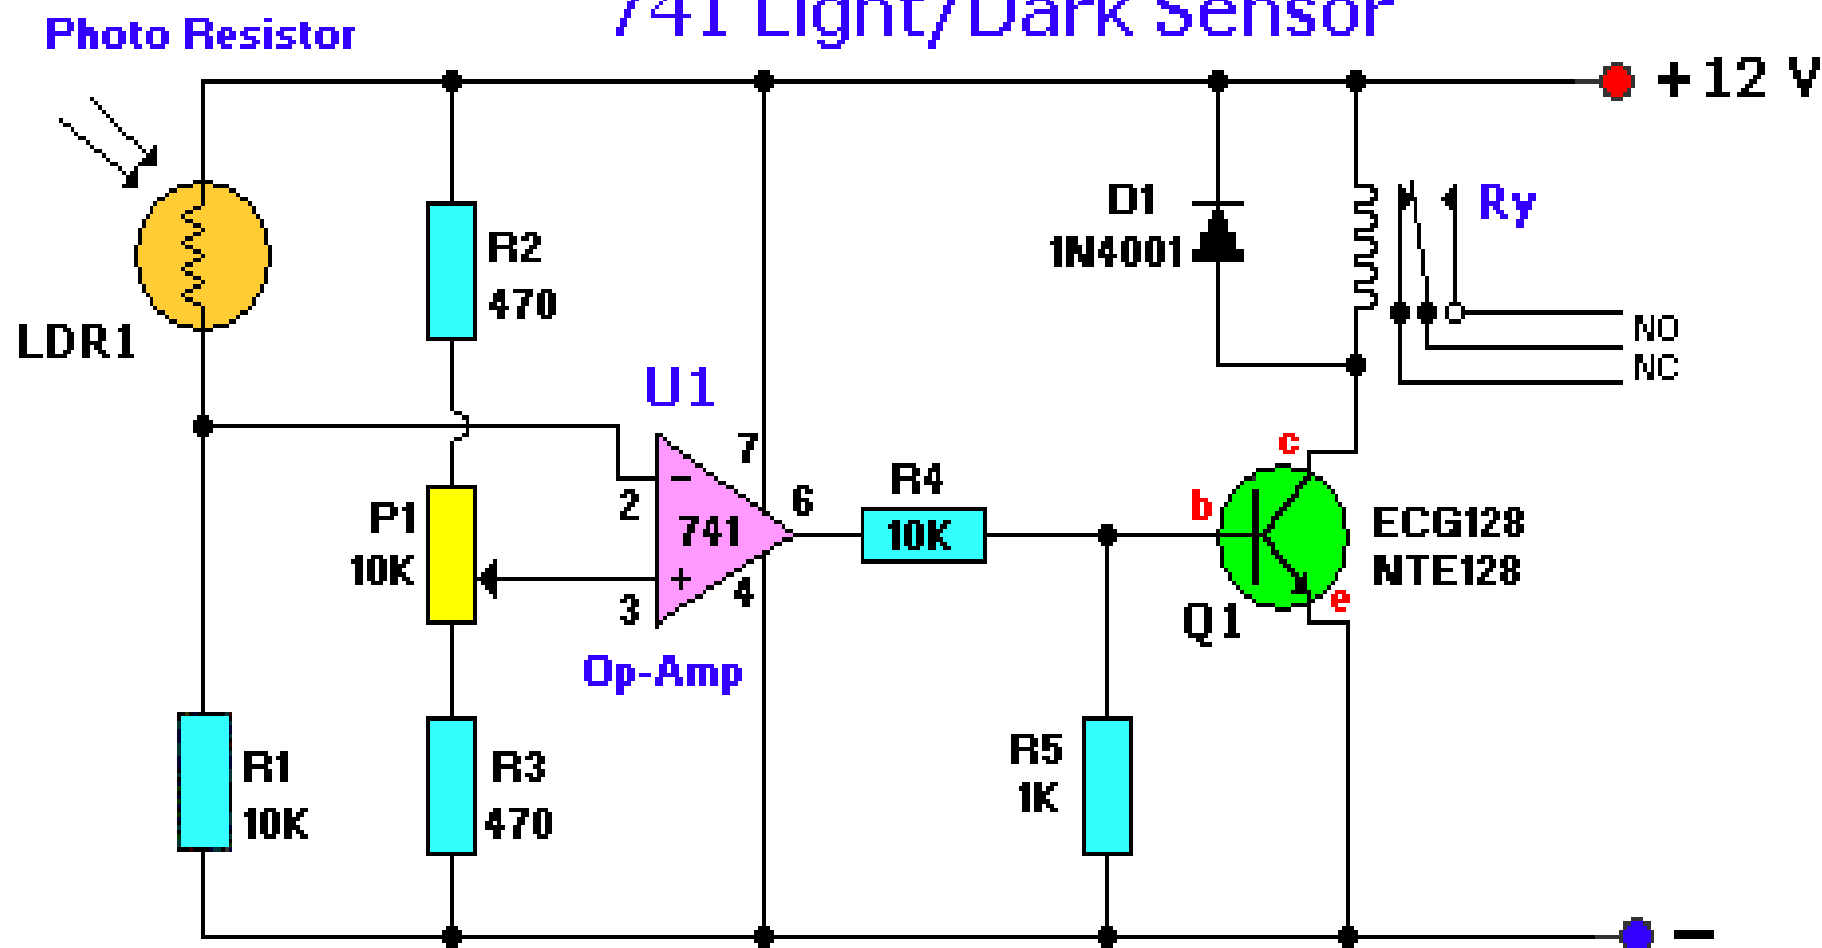 741 Light/Dark Sensor
Photo Resistor
+12 V
D1
1N4001
Ry
R2
470
LDR1
NO
NC
U1
7
c
2
6
R4
10K
b
P1
10K
741
−
+
3
4
ECG128
NTE128
e
Q1
Op-Amp
R1
10K
R3
470
R5
1K
−